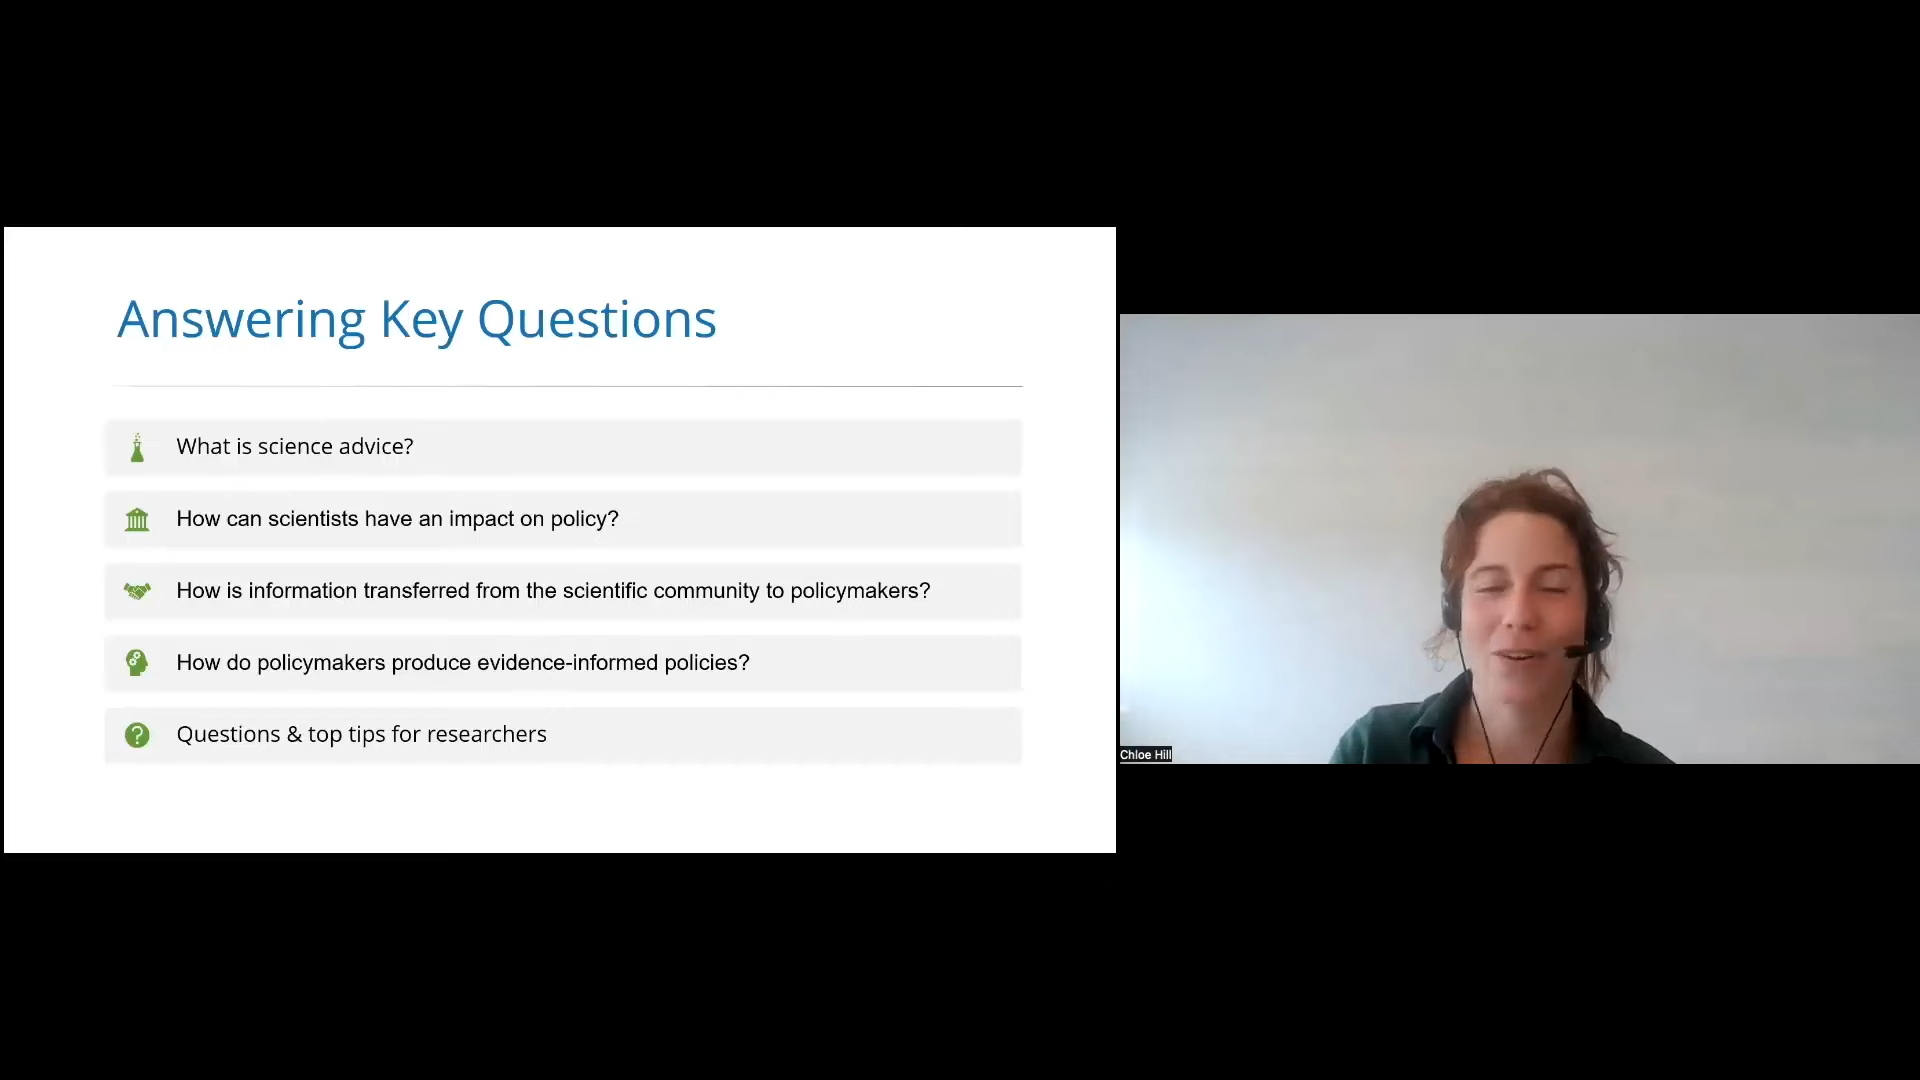 Answering Key Questions
What is science advice?
How can scientists have an impact on policy?
How is information transferred from the scientific community to policymakers?
How do policymakers produce evidence-informed policies?
Questions & top tips for researchers
Chloe Hill